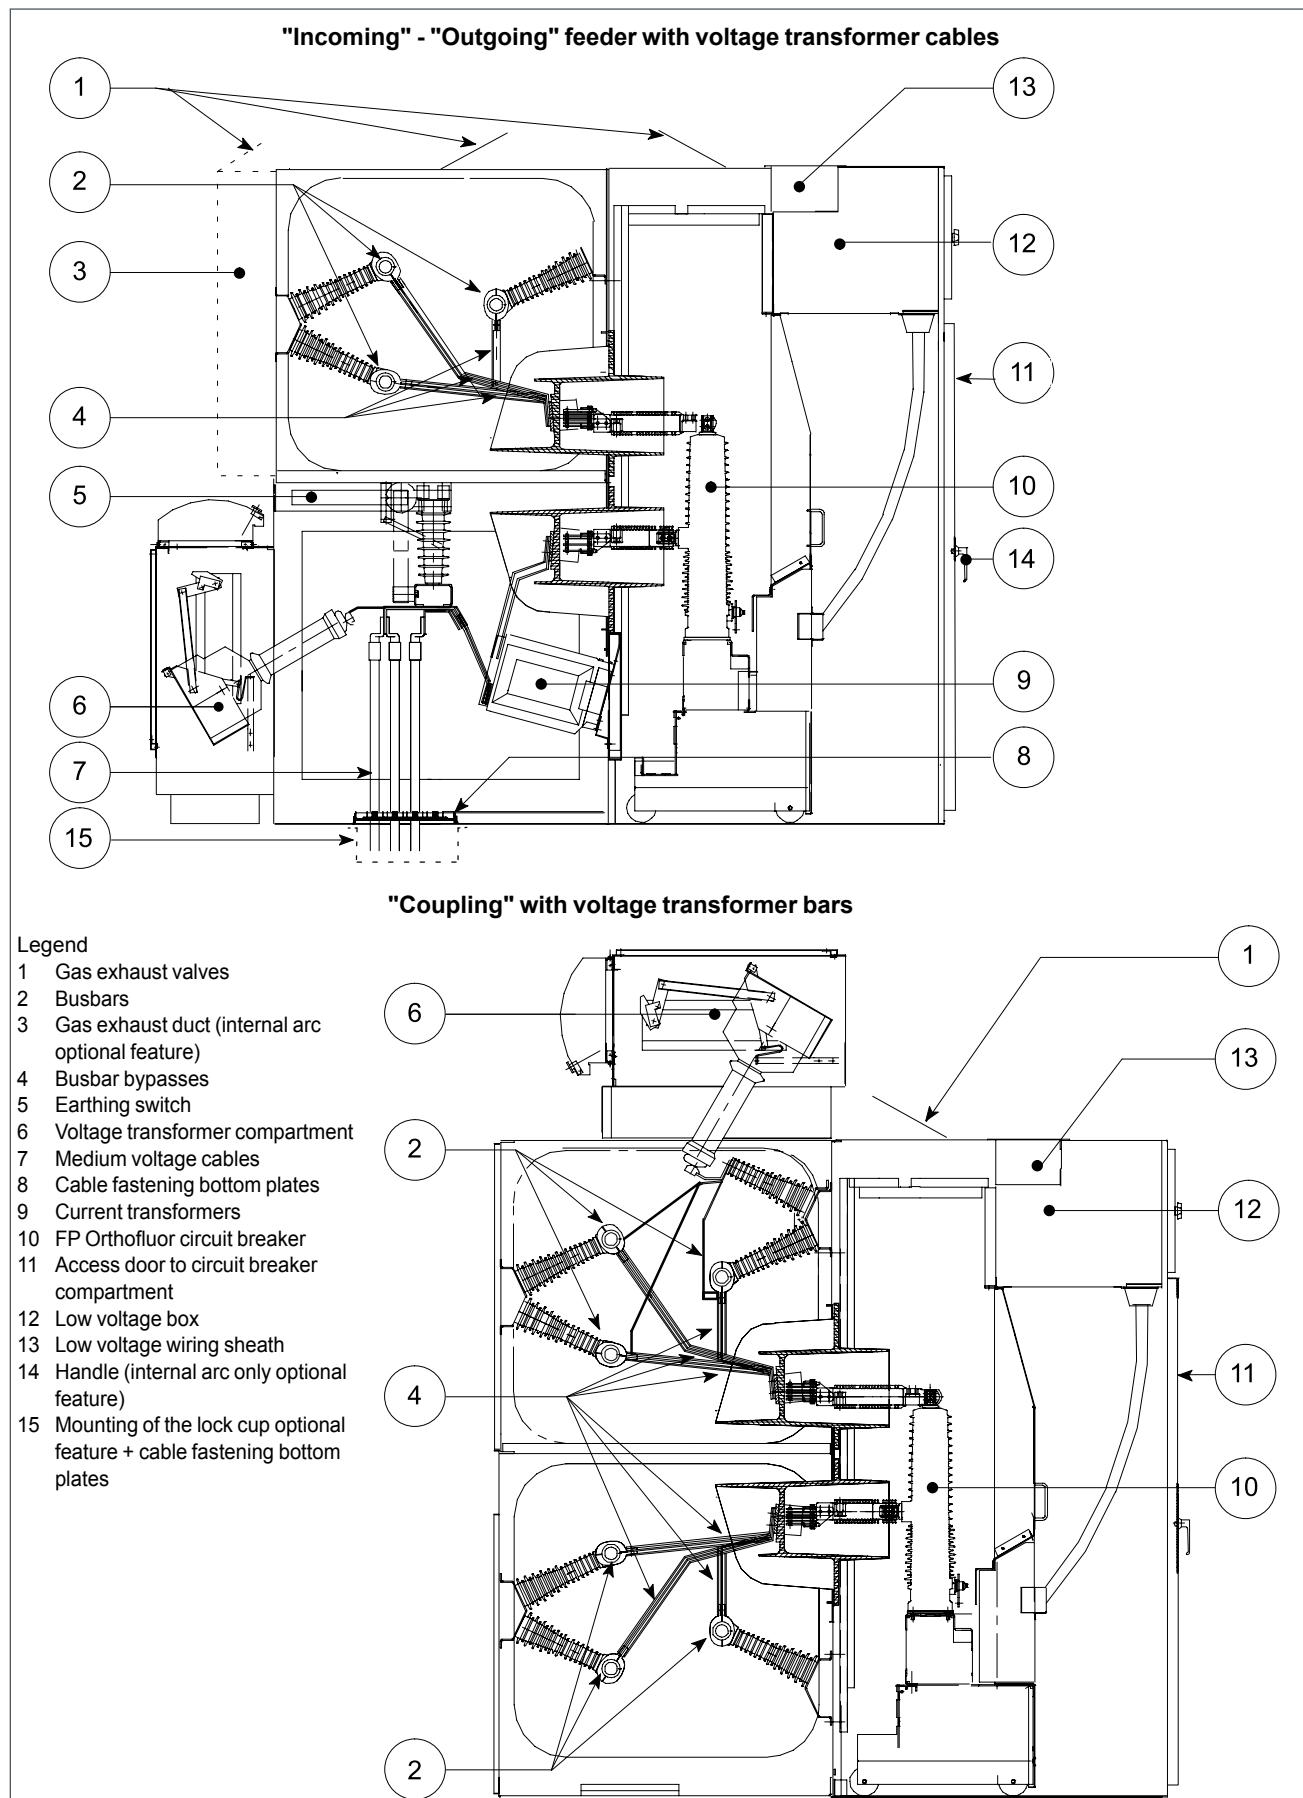 "Incoming" - "Outgoing" feeder with voltage transformer cables
1
13
2
12
3
11
4
5
10
14
9
6
7
8
15
"Coupling" with voltage transformer bars
Legend
1 Gas exhaust valves
2 Busbars
3 Gas exhaust duct (internal arc
optional feature)
4 Busbar bypasses
5 Earthing switch
6 Voltage transformer compartment
7 Medium voltage cables
8 Cable fastening bottom plates
9 Current transformers
10 FP Orthofluor circuit breaker
11 Access door to circuit breaker
compartment
12 Low voltage box
13 Low voltage wiring sheath
14 Handle (internal arc only optional
feature)
15 Mounting of the lock cup optional
feature + cable fastening bottom
plates
1
6
13
2
12
11
4
10
2